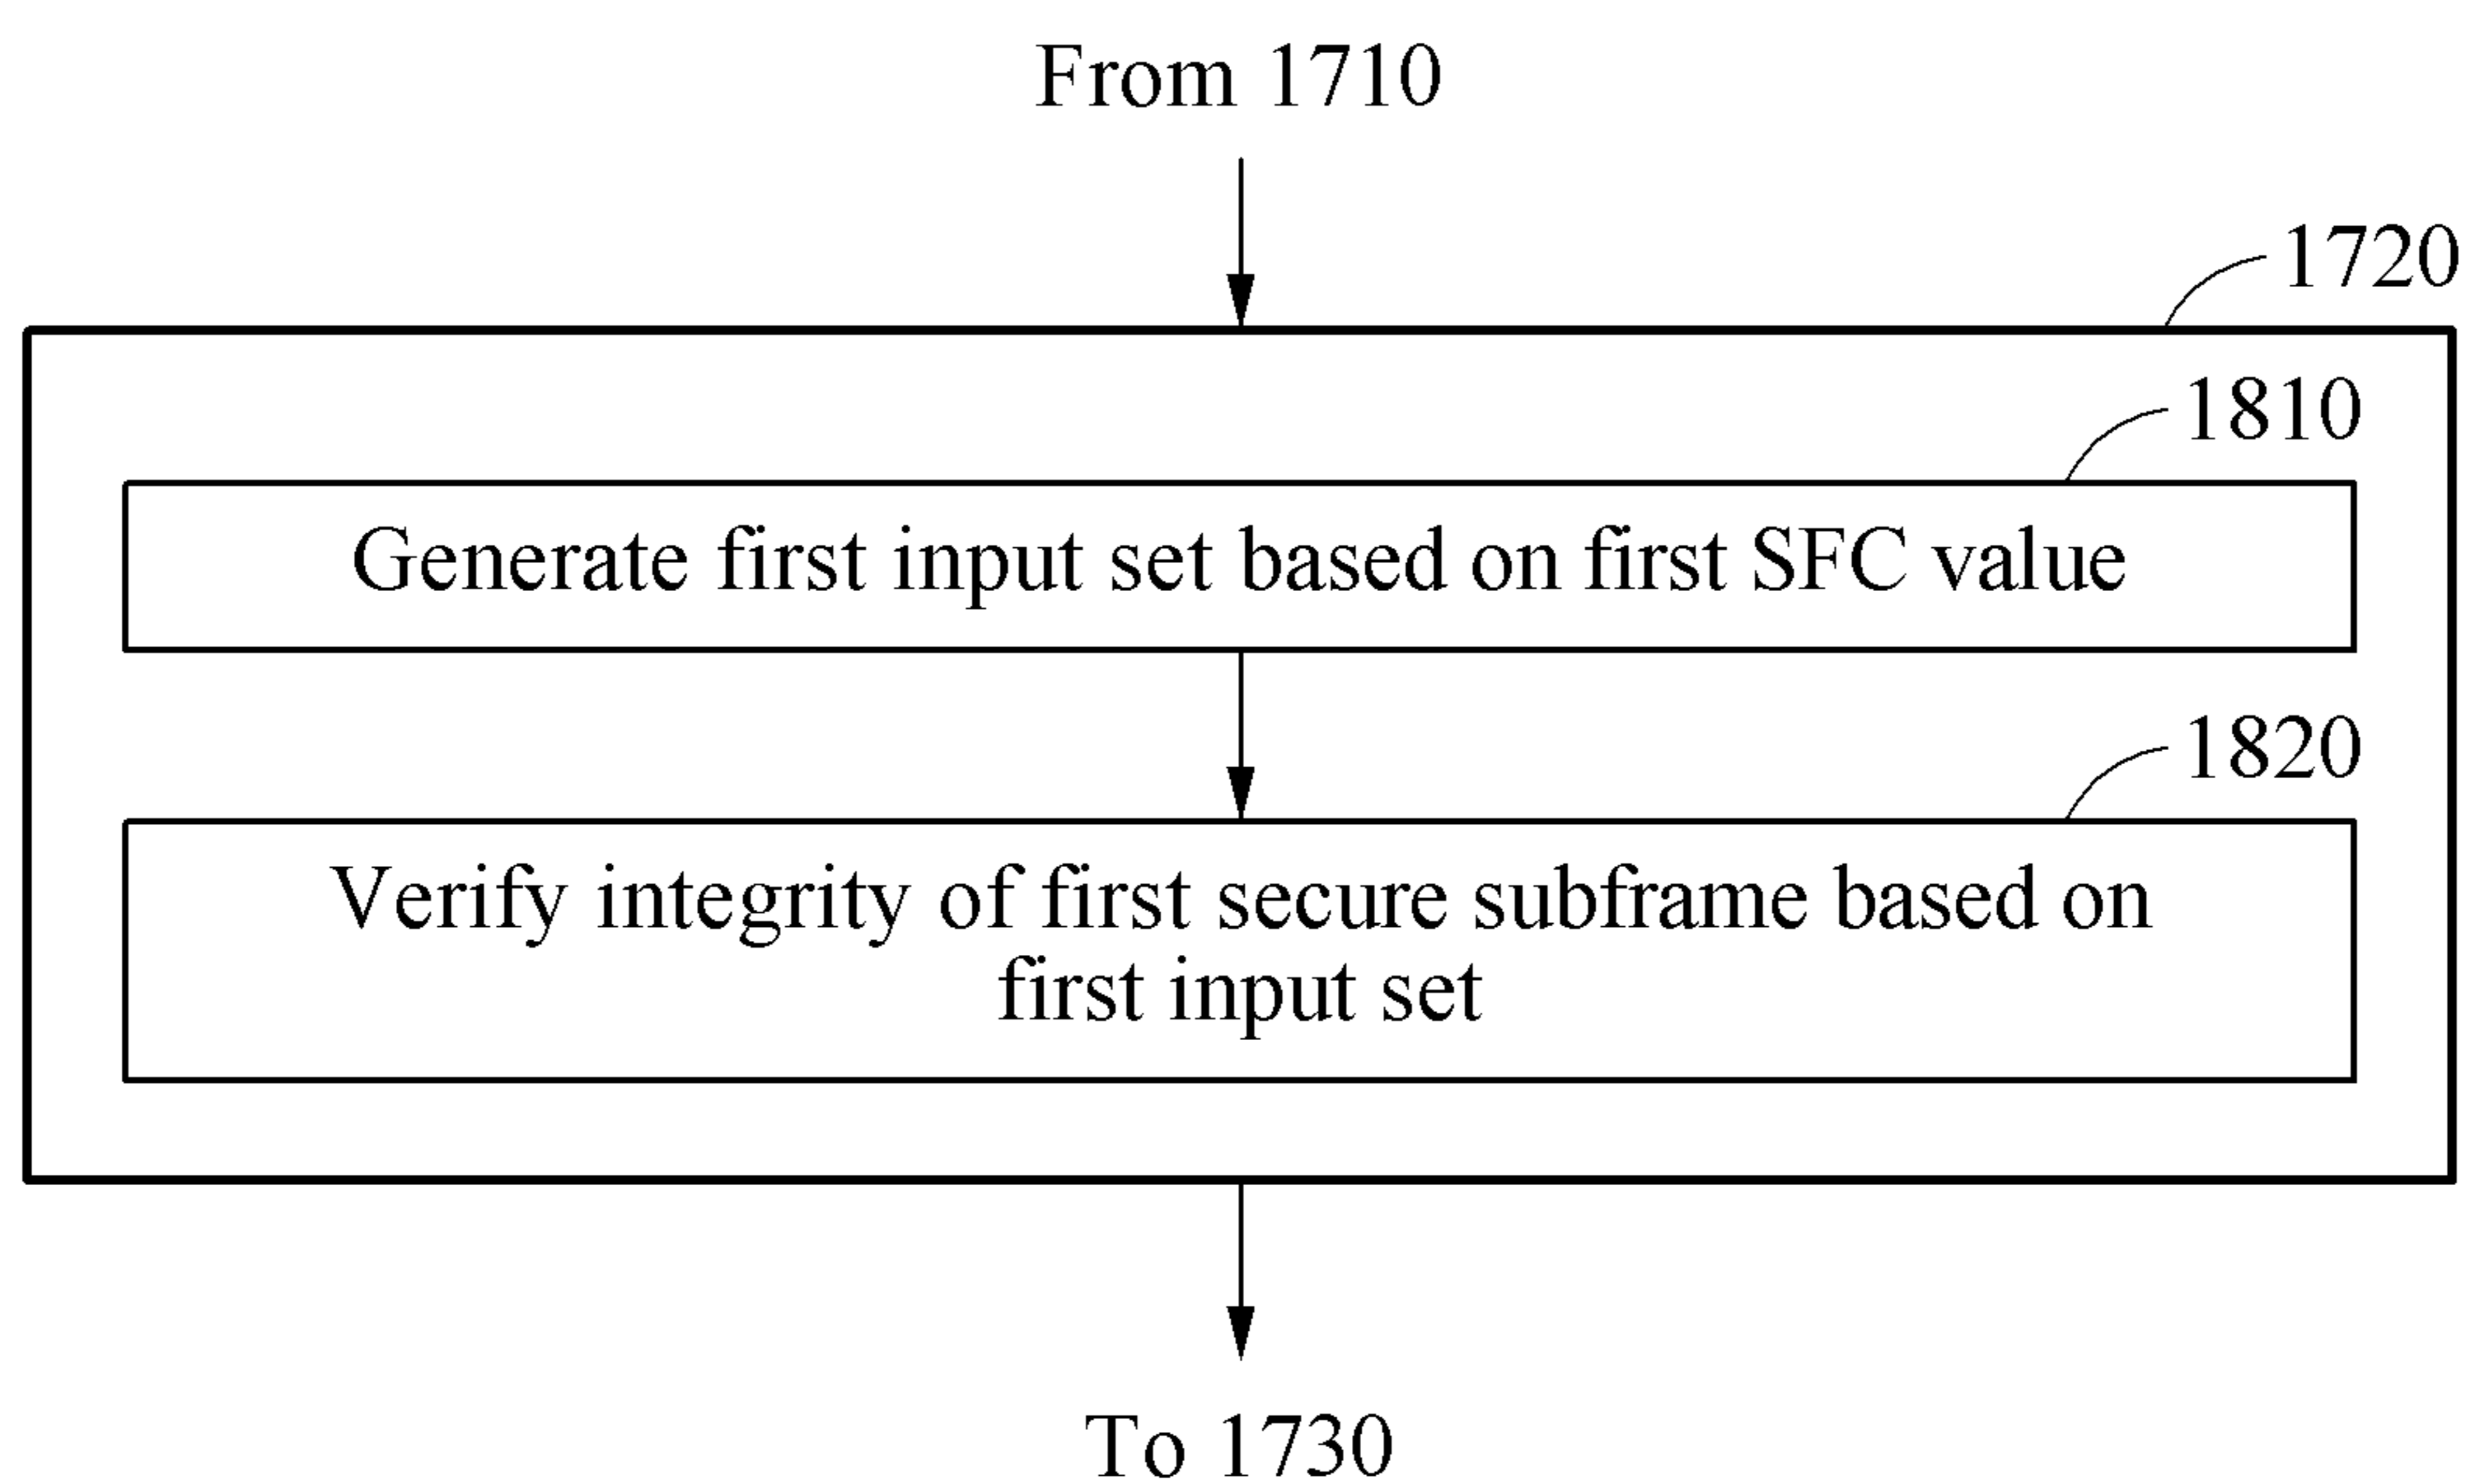 From 1710
1720
1810
Generate first input set based on first SFC value
1820
Verify integrity of first secure subframe based on
first input set
To 1730